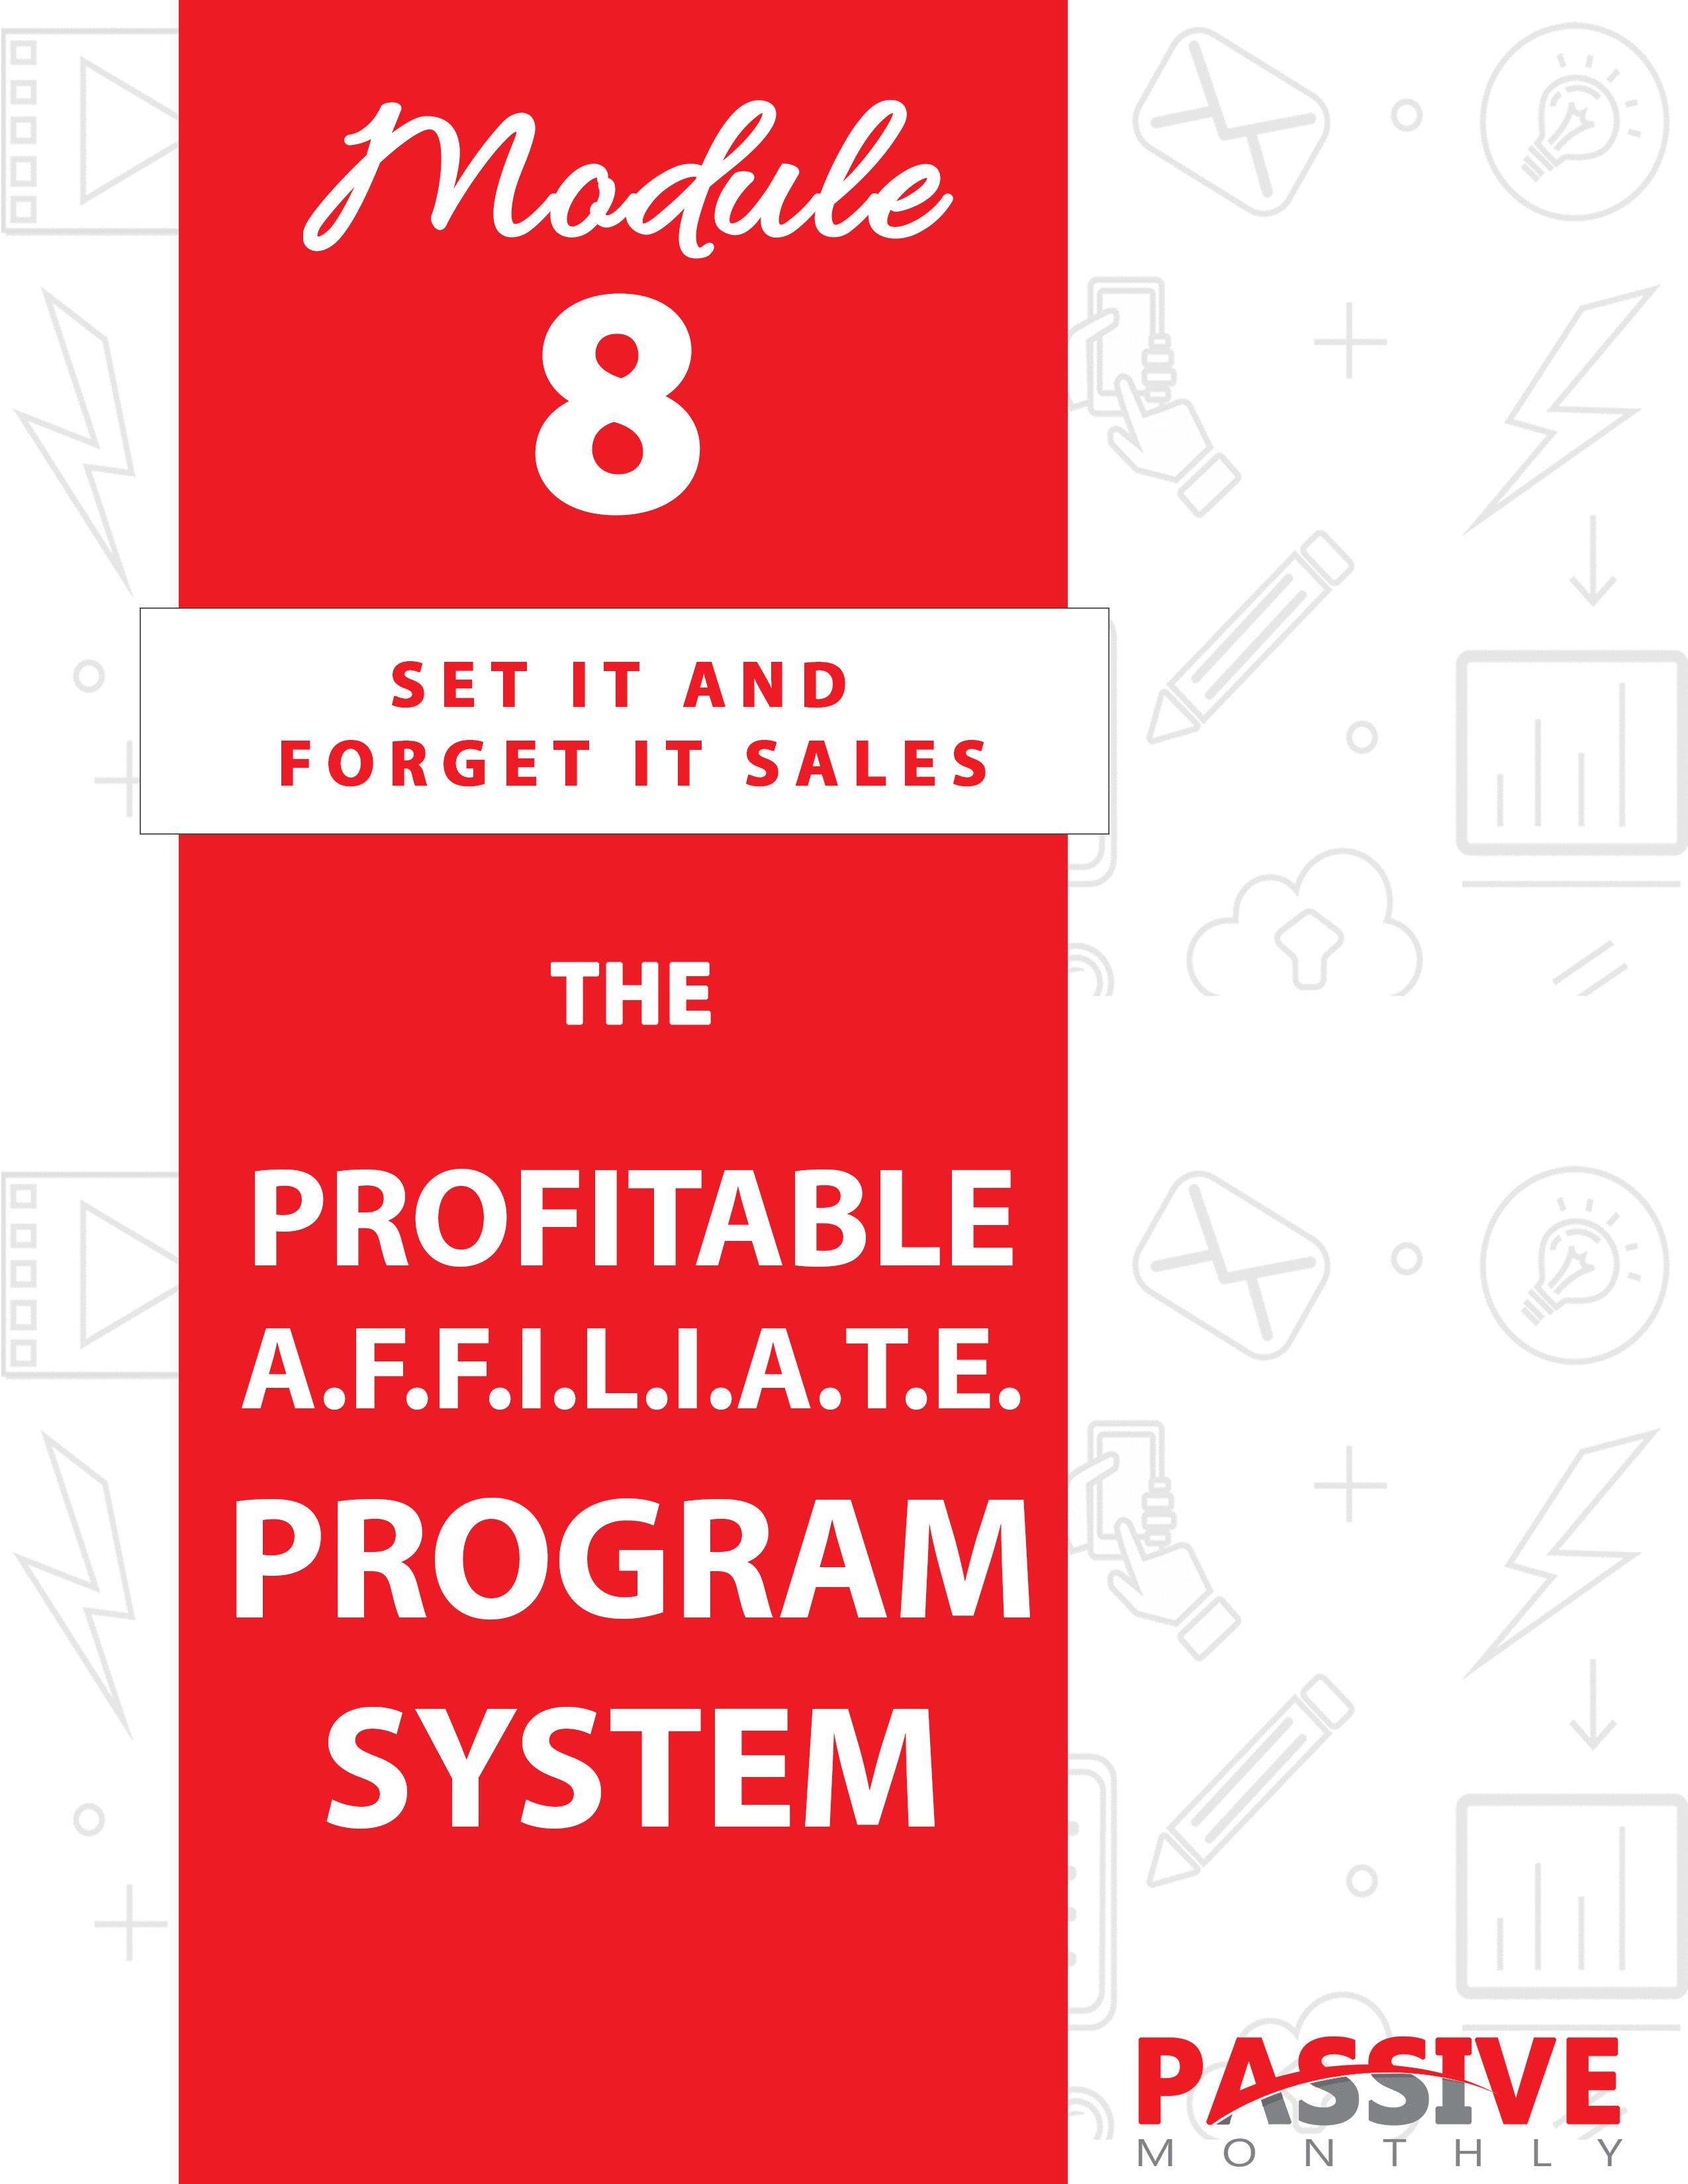 Module
8
SET IT AND
FORGET IT SALES
THE
PROFITABLE
A.F.F.I.L.I.A.T.E.
PROGRAM
SYSTEM
PASSIVE
MONTHLY